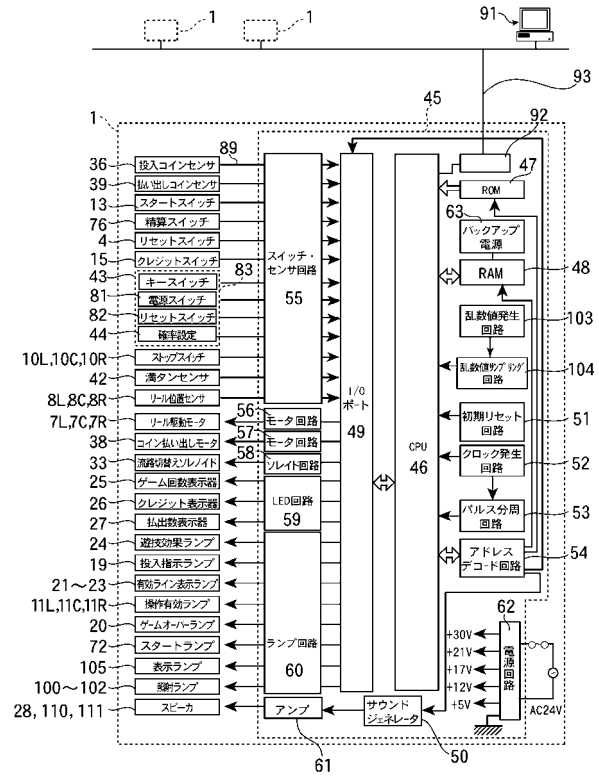 1
1
91
93
45
1
92
36 投入コインセンサ 89
39 払い出しコインセンサ
13 スタートスイッチ
76 精算スイッチ
4 リセットスイッチ
15 クレジットスイッチ
43 キースイッチ 83
81 電源スイッチ
82 リセットスイッチ
44 確率設定
10L,10C,10R ストップスイッチ
42 満タンセンサ
8L,8C,8R リール位置センサ
7L,7C,7R リール駆動モータ
38 コイン払い出しモータ
33 流路切替えソレノイド
25 ゲーム回数表示器
26 クレジット表示器
27 払出数表示器
24 遊技効果ランプ
19 投入指示ランプ
21～23 有効ライン表示ランプ
11L,11C,11R 操作有効ランプ
20 ゲームオーバーランプ
72 スタートランプ
105 表示ランプ
100～102 照射ランプ
28, 110, 111 スピーカ
スイッチ・
センサ回路
55
56 モータ回路
57 モータ回路
58 ソレイド回路
LED回路
59
ランプ回路
60
アンプ
61
I/O
ポート
49
CPU
46
サウンド
ジェネレータ
50
ROM 47
63
バックアップ
電源
RAM 48
乱数値発生
回路 103
乱数値サンプリング
回路 104
初期リセット
回路 51
クロック発生
回路 52
パルス分周
回路 53
アドレス
デコード回路 54
62
電源回路
+30V
+21V
+17V
+12V
+5V
AC24V